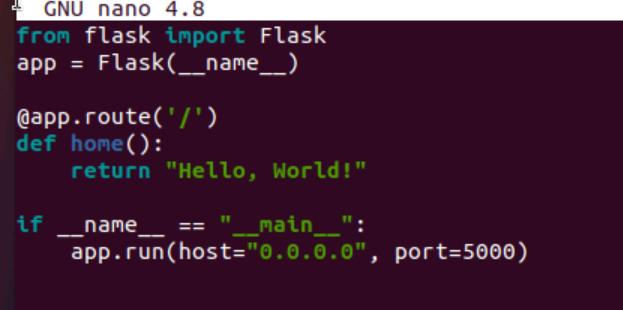 GNU nano 4.8
from flask import Flask
app = Flask(__name__)
@app.route('/')
def home():
    return "Hello, World!"
if __name__ == "__main__":
    app.run(host="0.0.0.0", port=5000)